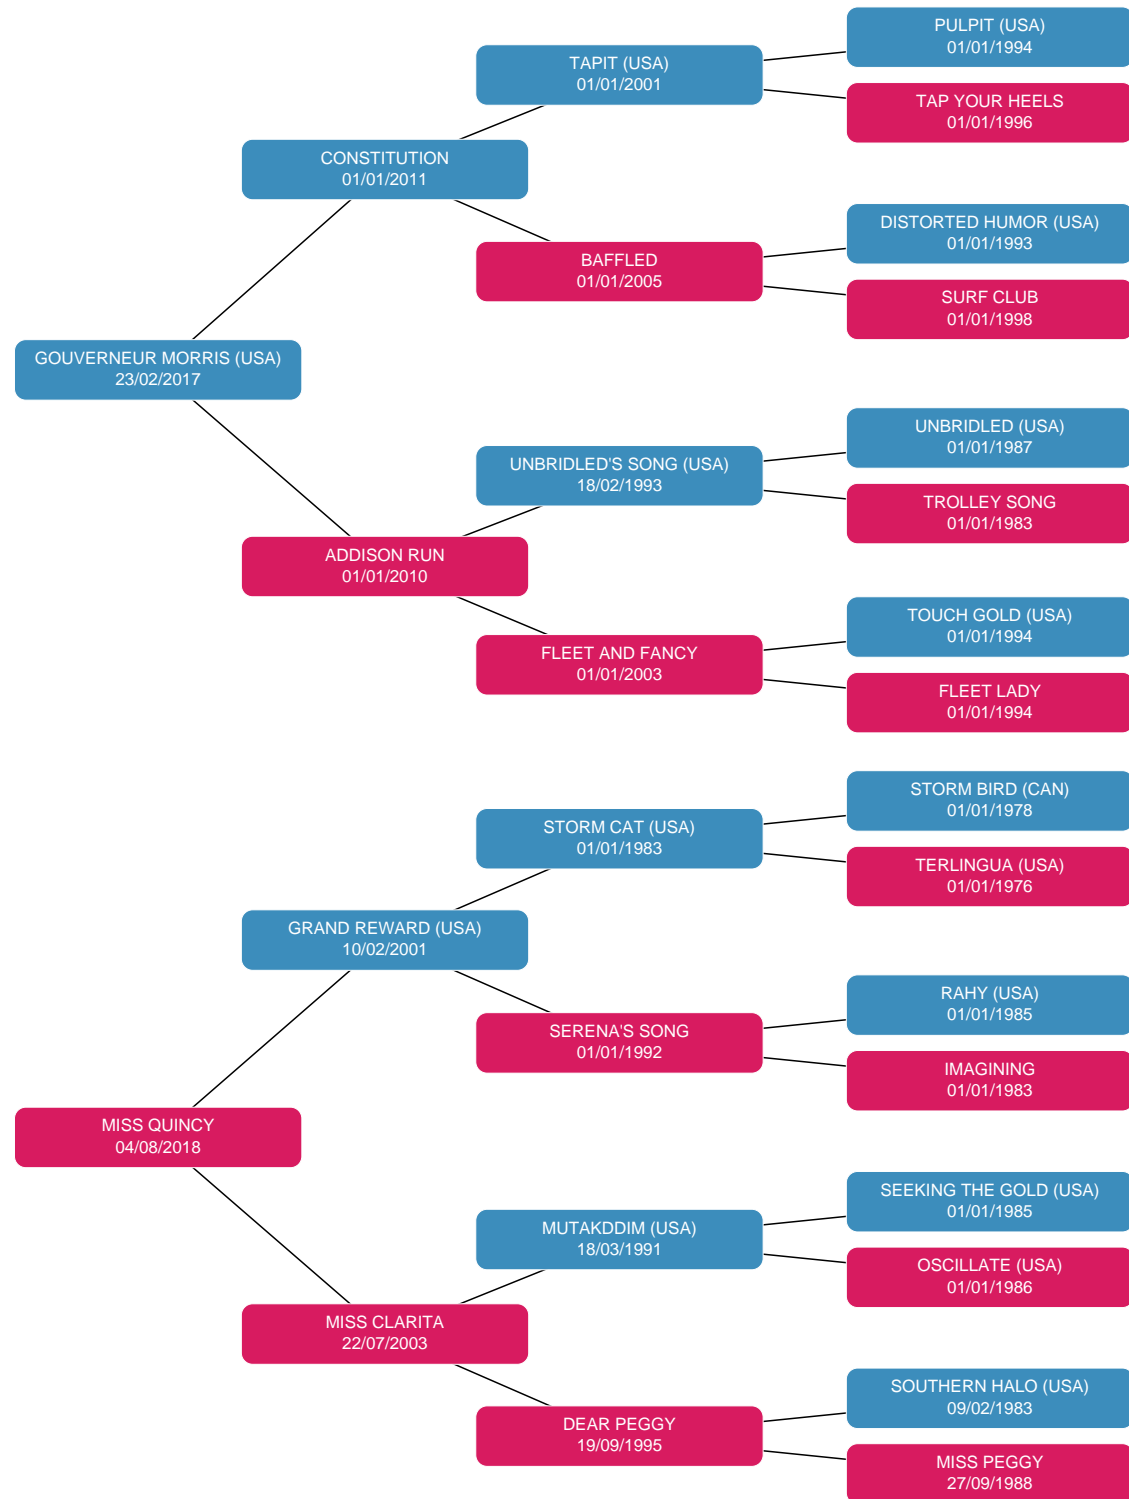 PULPIT (USA)
01/01/1994
TAPIT (USA)
01/01/2001
TAP YOUR HEELS
01/01/1996
CONSTITUTION
01/01/2011
DISTORTED HUMOR (USA)
01/01/1993
BAFFLED
01/01/2005
SURF CLUB
01/01/1998
GOUVERNEUR MORRIS (USA)
23/02/2017
UNBRIDLED (USA)
01/01/1987
UNBRIDLED'S SONG (USA)
18/02/1993
TROLLEY SONG
01/01/1983
ADDISON RUN
01/01/2010
TOUCH GOLD (USA)
01/01/1994
FLEET AND FANCY
01/01/2003
FLEET LADY
01/01/1994
STORM BIRD (CAN)
01/01/1978
STORM CAT (USA)
01/01/1983
TERLINGUA (USA)
01/01/1976
GRAND REWARD (USA)
10/02/2001
RAHY (USA)
01/01/1985
SERENA'S SONG
01/01/1992
IMAGINING
01/01/1983
MISS QUINCY
04/08/2018
SEEKING THE GOLD (USA)
01/01/1985
MUTAKDDIM (USA)
18/03/1991
OSCILLATE (USA)
01/01/1986
MISS CLARITA
22/07/2003
SOUTHERN HALO (USA)
09/02/1983
DEAR PEGGY
19/09/1995
MISS PEGGY
27/09/1988